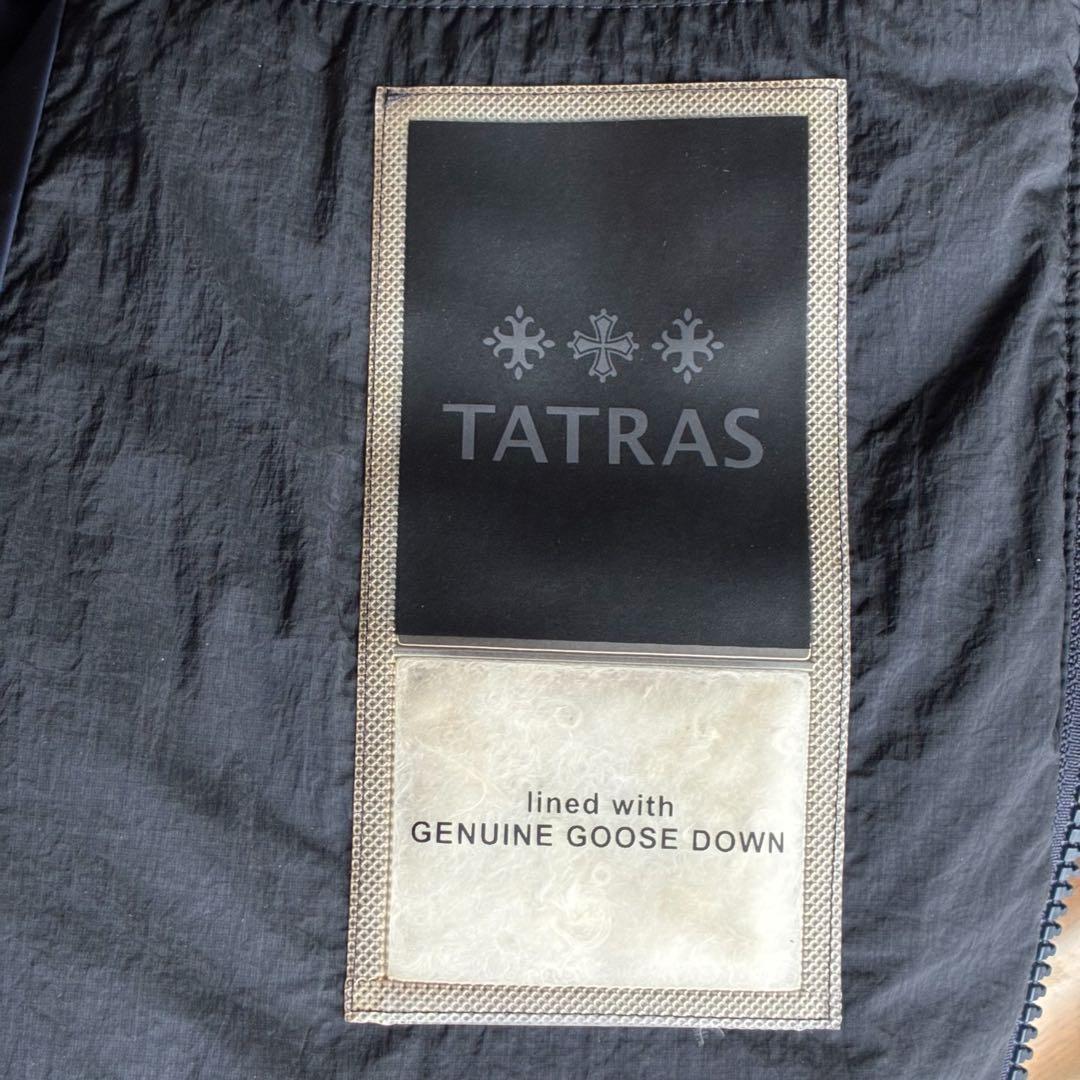 TATRAS
lined with
GENUINE GOOSE DOWN